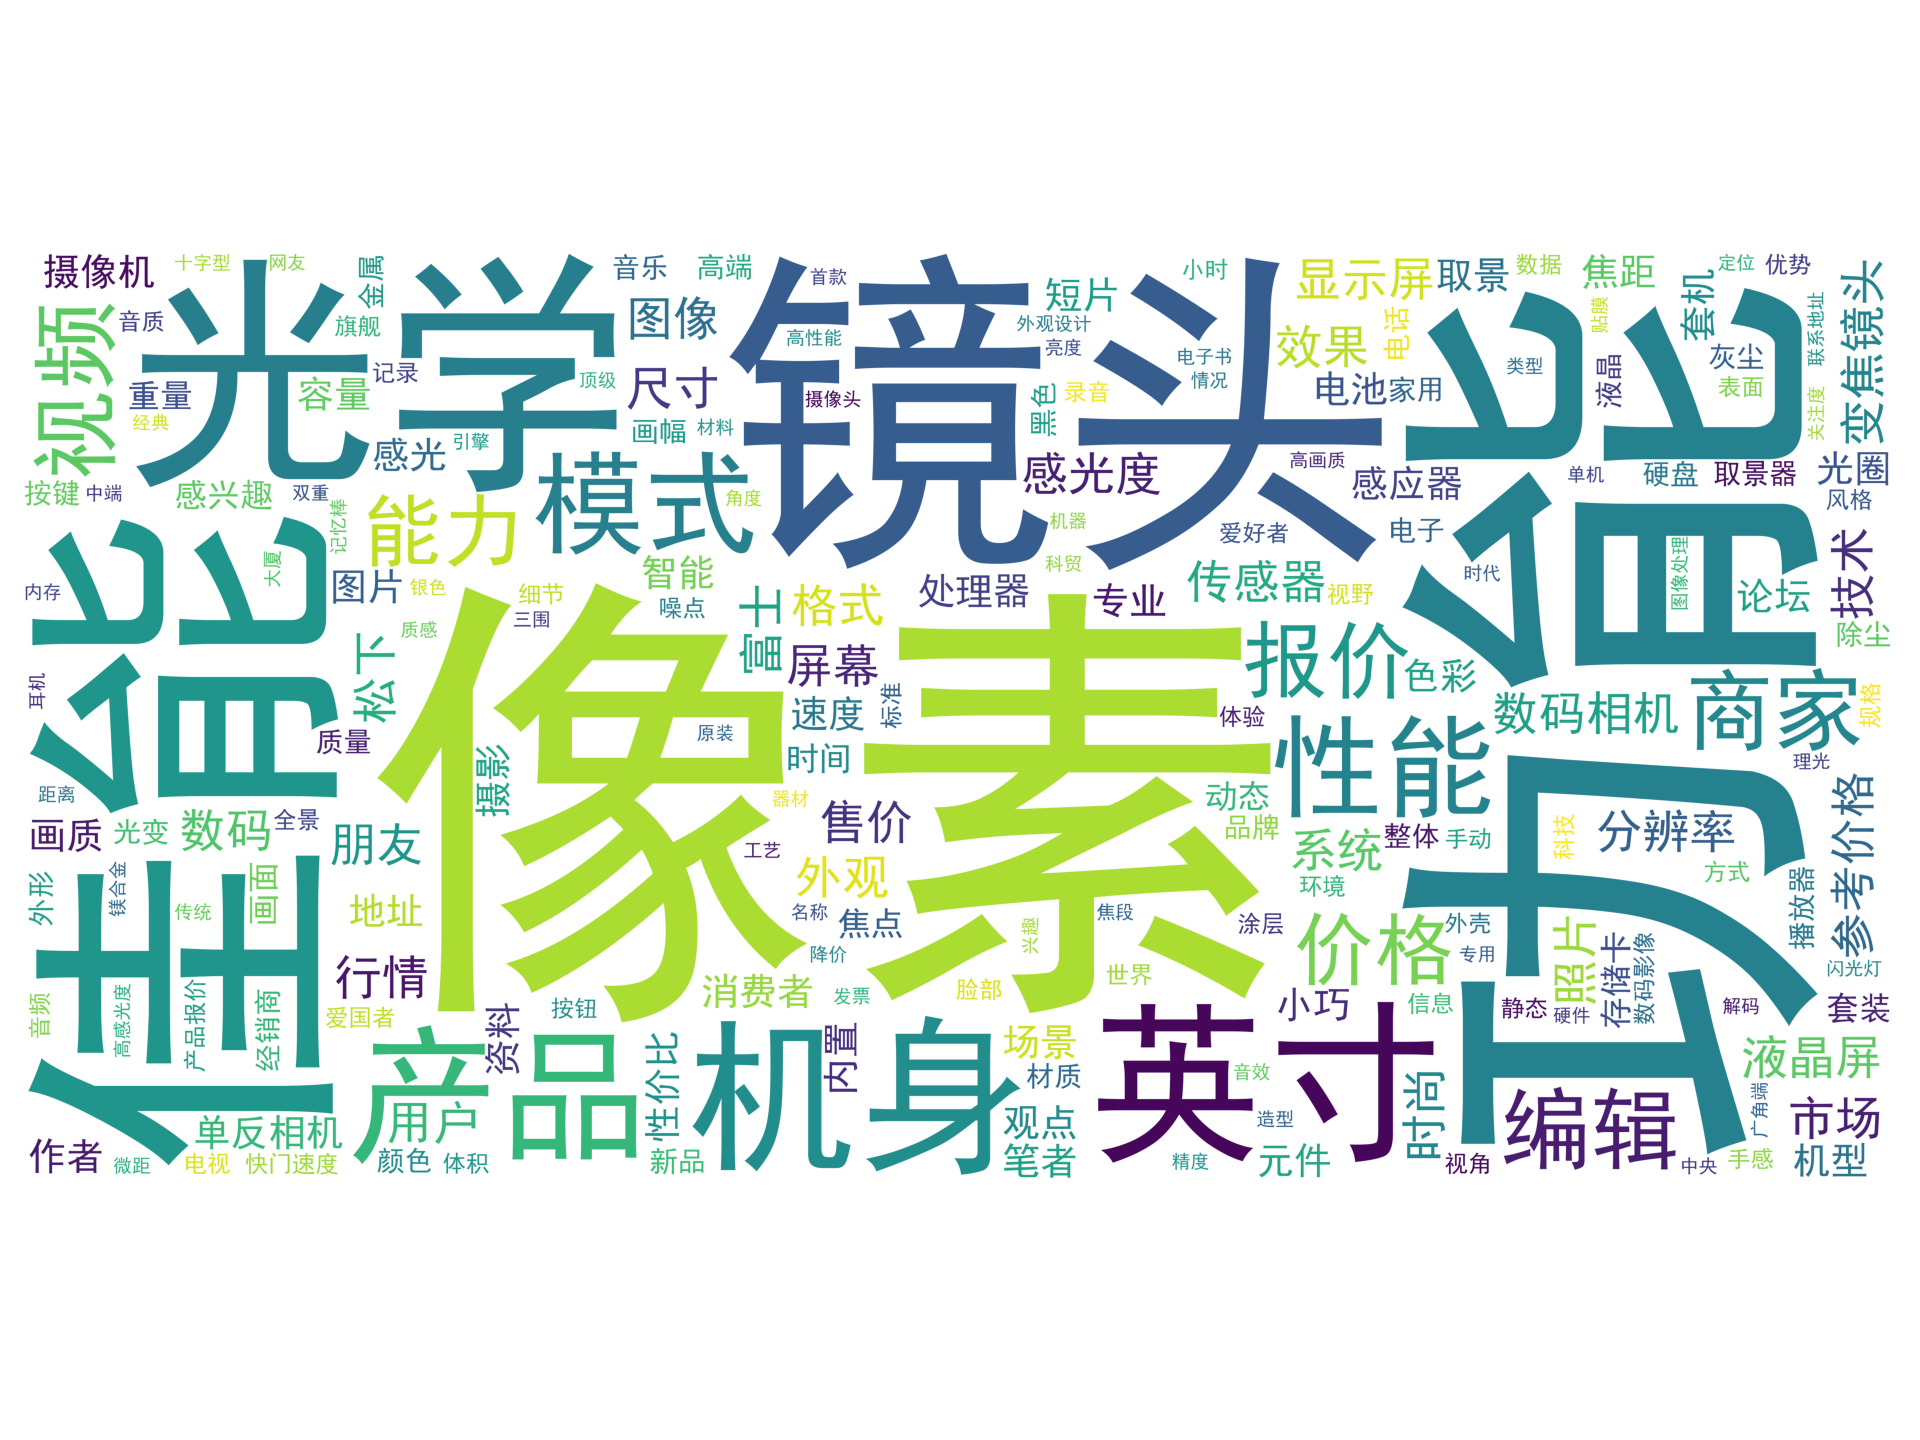 摄像机
十字型
网友
金属
光学
音乐
高端
镜头
首款
短片
小时
显示屏
取景
数据
焦距
定位
优势
视频
音质
旗舰
图像
高性能
外观设计
亮度
效果
电话
贴膜
套机
联系地址
变焦镜头
重量
容量
记录
顶级
尺寸
摄像头
黑色
录音
电子书
情况
电池
家用
类型
液晶
灰尘
表面
关注度
经典
感光
引擎
画幅
材料
模式
感光度
高画质
感应器
功能
单机
硬盘
取景器
光圈
风格
按键
中端
感兴趣
双重
记忆棒
能力
角度
机器
爱好者
电子
性能
大厦
内存
图片
银色
细节
三围
智能
噪点
富士
格式
处理器
科贸
专业
传感器
视野
时代
图像处理
论坛
技术
除尘
质感
松下
像素
屏幕
报价
色彩
耳机
质量
摄影
原装
速度
标准
体验
性能
数码相机
商家
规格
时间
理光
距离
画质
光变
数码
全景
朋友
器材
工艺
售价
动态
品牌
系统
整体
手动
科技
分辨率
参考价格
外形
镁合金
传统
画面
佳能
地址
外观
名称
焦点
焦段
兴趣
涂层
环境
价格
外壳
专用
方式
播放器
行情
降价
世界
照片
存储卡
数码影像
闪光灯
音频
高感光度
产品报价
经销商
爱国者
资料
按钮
消费者
发票
脸部
小巧
信息
静态
硬件
解码
套装
产品
性价比
机身
内置
场景
材质
英寸
音效
时尚
编辑
液晶屏
广角端
市场
作者
微距
单反相机
电视
快门速度
用户
颜色
体积
新品
观点
笔者
精度
造型
元件
视角
中央
手感
机型